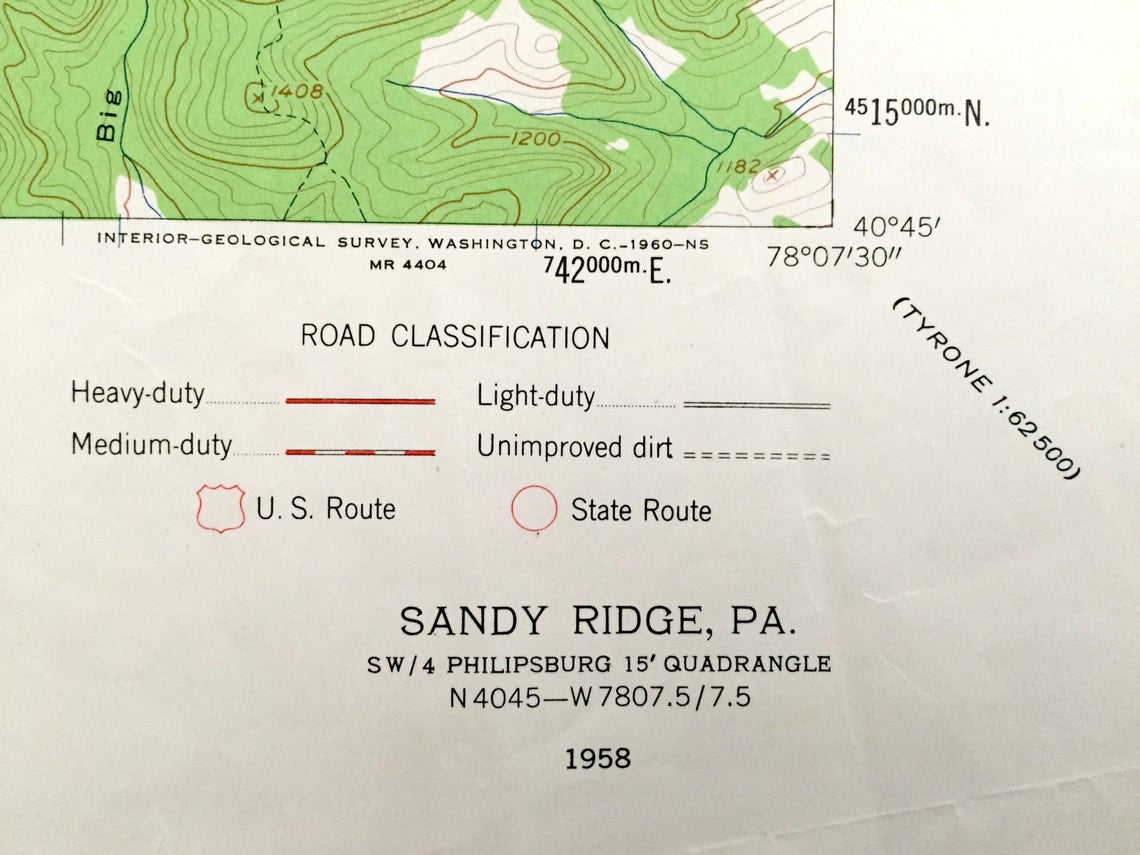 Big
1408
1200
1182
4515000m.N.
40°45′
78°07′30″
INTERIOR—GEOLOGICAL SURVEY, WASHINGTON, D. C.—1960—NS
MR 4404
742000m.E.
(TYRONE 1:62500)
ROAD CLASSIFICATION
Heavy-duty
Light-duty
Medium-duty
Unimproved dirt
U. S. Route
State Route
SANDY RIDGE, PA.
SW/4 PHILIPSBURG 15′ QUADRANGLE
N4045—W7807.5/7.5
1958